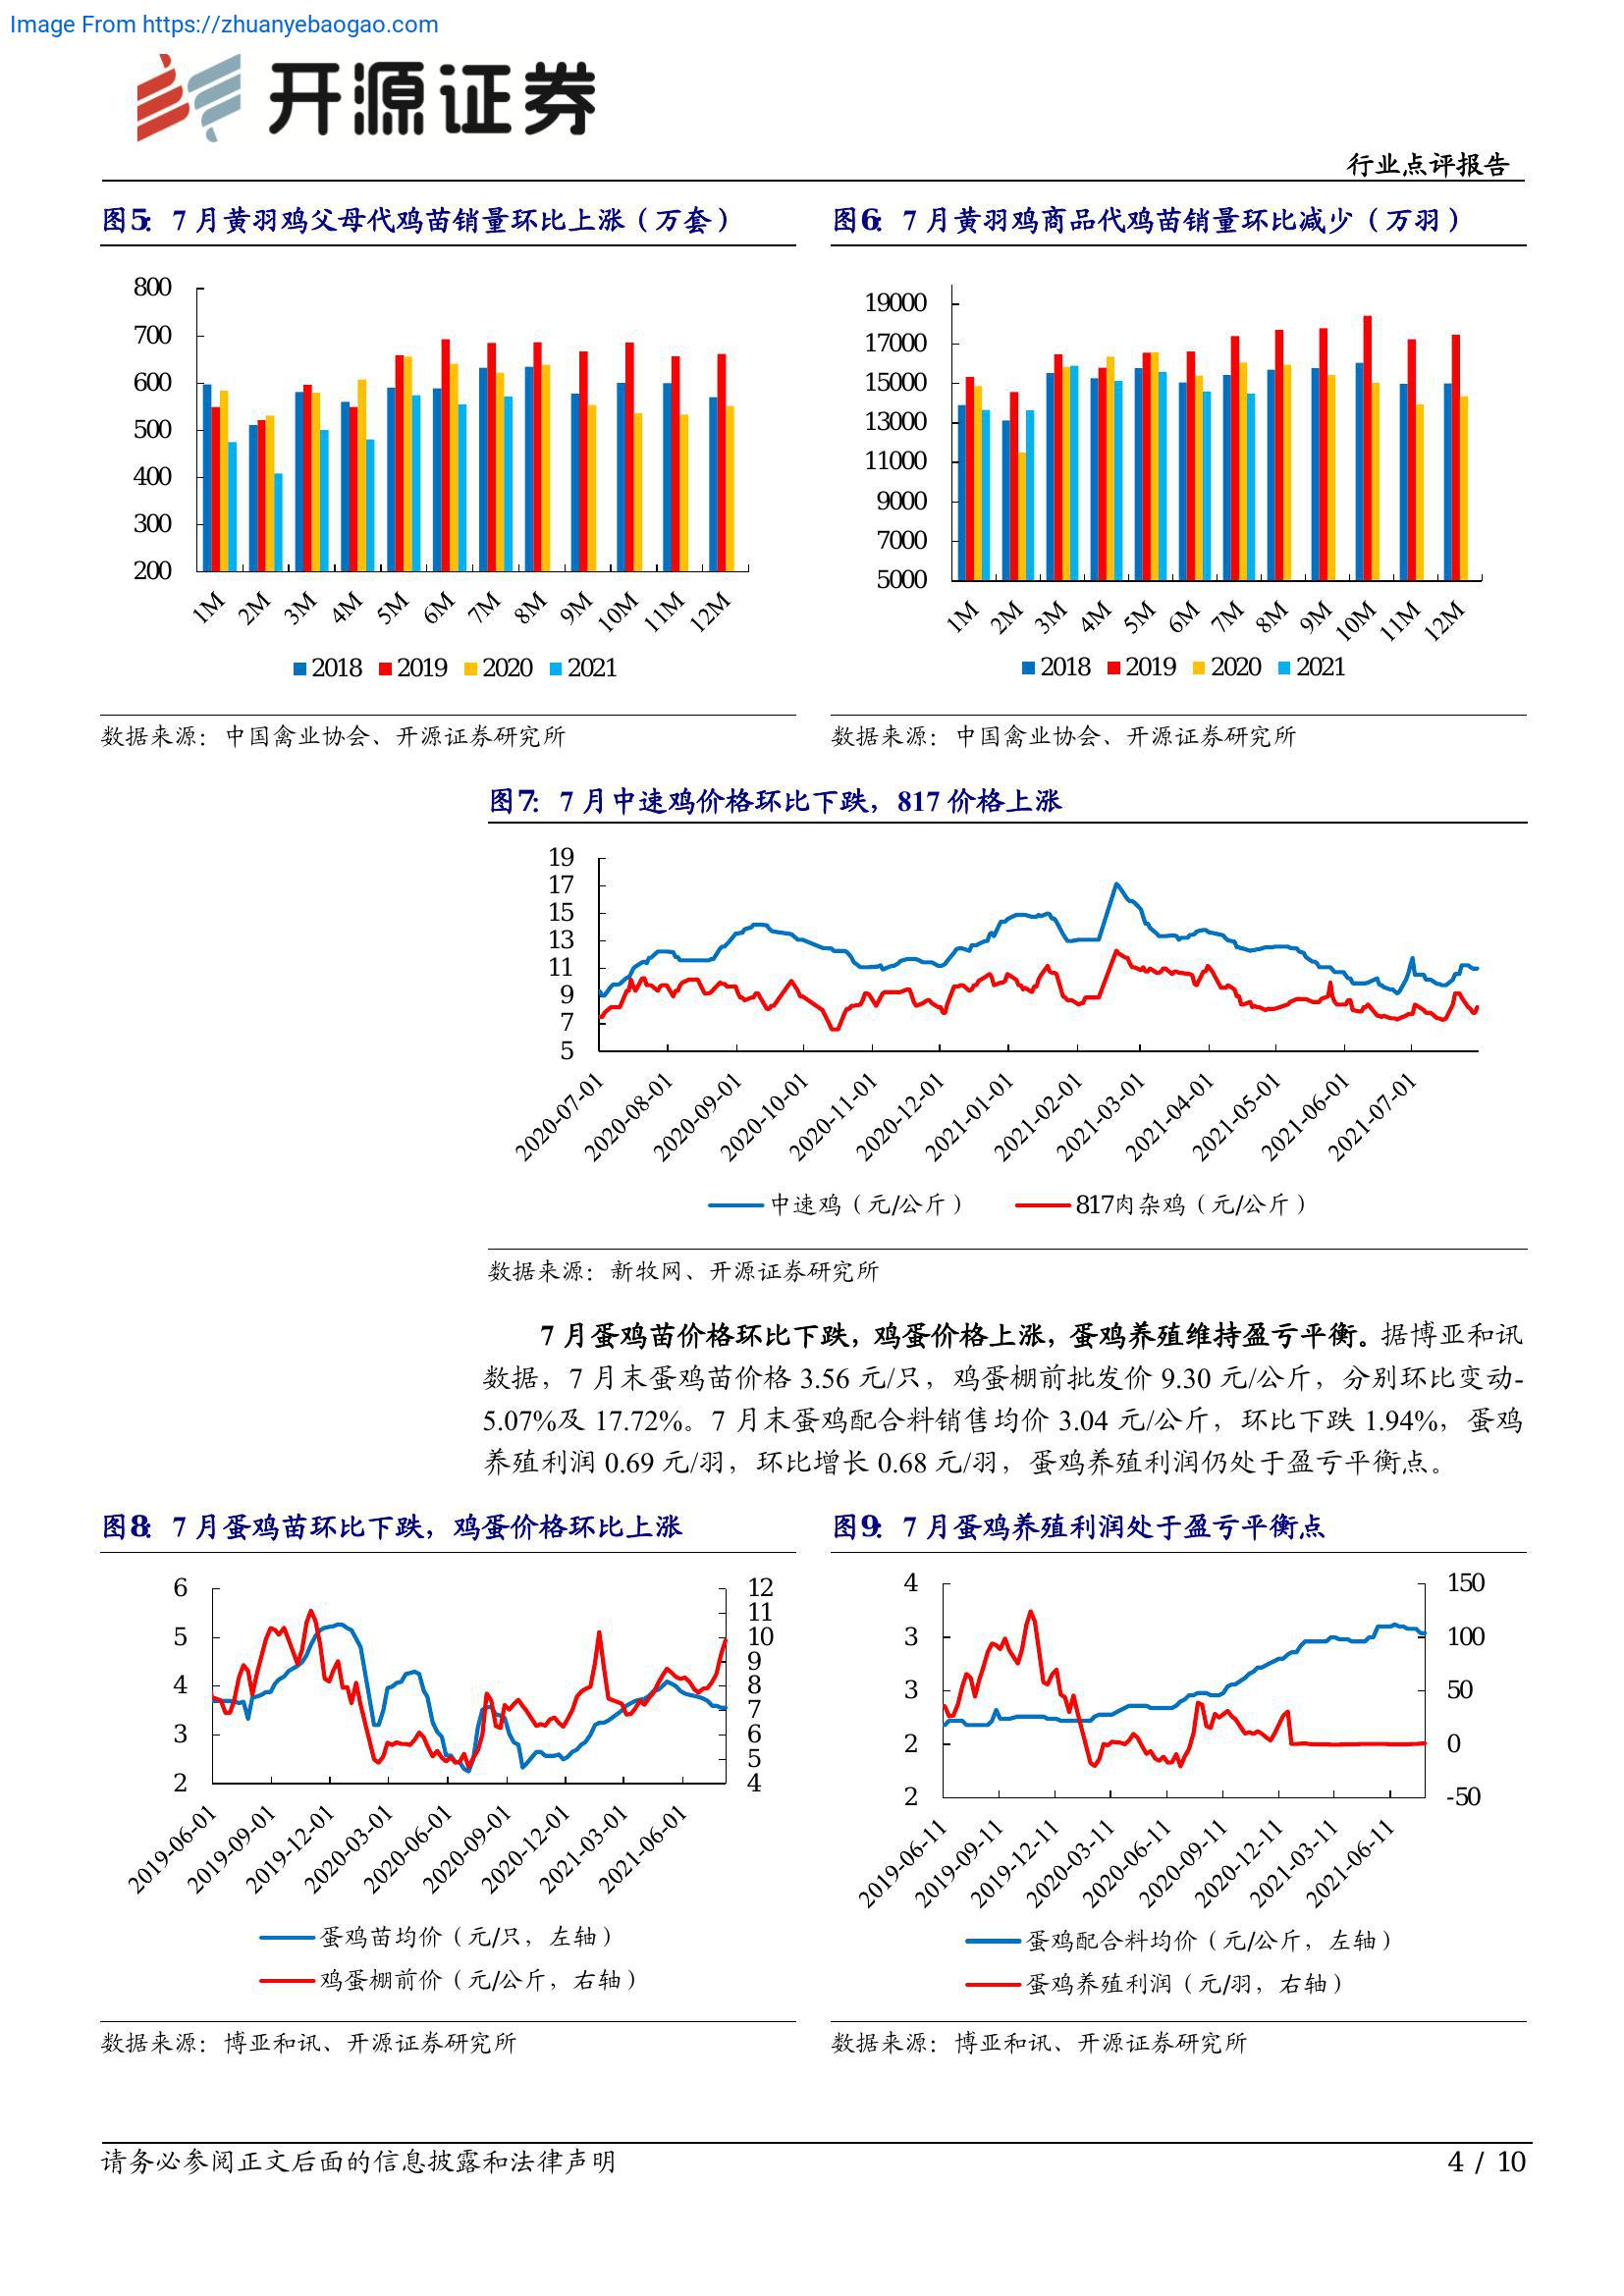 Image From https://zhuanyebaogao.com
开源证券
行业点评报告
图5：7月黄羽鸡父母代鸡苗销量环比上涨（万套）
800
700
600
500
400
300
200
1M 2M 3M 4M 5M 6M 7M 8M 9M 10M 11M 12M
2018 2019 2020 2021
数据来源：中国禽业协会、开源证券研究所
图6：7月黄羽鸡商品代鸡苗销量环比减少（万羽）
19000
17000
15000
13000
11000
9000
7000
5000
1M 2M 3M 4M 5M 6M 7M 8M 9M 10M 11M 12M
2018 2019 2020 2021
数据来源：中国禽业协会、开源证券研究所
图7：7月中速鸡价格环比下跌，817价格上涨
19
17
15
13
11
9
7
5
2020-07-01 2020-08-01 2020-09-01 2020-10-01 2020-11-01 2020-12-01 2021-01-01 2021-02-01 2021-03-01 2021-04-01 2021-05-01 2021-06-01 2021-07-01
中速鸡（元/公斤） 817肉杂鸡（元/公斤）
数据来源：新牧网、开源证券研究所
7月蛋鸡苗价格环比下跌，鸡蛋价格上涨，蛋鸡养殖维持盈亏平衡。据博亚和讯
数据，7月末蛋鸡苗价格 3.56 元/只，鸡蛋棚前批发价 9.30 元/公斤，分别环比变动-
5.07%及 17.72%。7月末蛋鸡配合料销售均价 3.04 元/公斤，环比下跌 1.94%，蛋鸡
养殖利润 0.69 元/羽，环比增长 0.68 元/羽，蛋鸡养殖利润仍处于盈亏平衡点。
图8：7月蛋鸡苗环比下跌，鸡蛋价格环比上涨
6
5
4
3
2
12
11
10
9
8
7
6
5
4
2019-06-01 2019-09-01 2019-12-01 2020-03-01 2020-06-01 2020-09-01 2020-12-01 2021-03-01 2021-06-01
蛋鸡苗均价（元/只，左轴）
鸡蛋棚前价（元/公斤，右轴）
数据来源：博亚和讯、开源证券研究所
图9：7月蛋鸡养殖利润处于盈亏平衡点
4
3
3
2
2
150
100
50
0
-50
2019-06-11 2019-09-11 2019-12-11 2020-03-11 2020-06-11 2020-09-11 2020-12-11 2021-03-11 2021-06-11
蛋鸡配合料均价（元/公斤，左轴）
蛋鸡养殖利润（元/羽，右轴）
数据来源：博亚和讯、开源证券研究所
请务必参阅正文后面的信息披露和法律声明
4 / 10